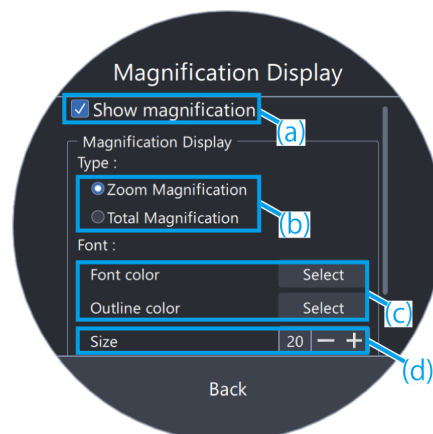 Magnification Display
Show magnification
(a)
Magnification Display
Type :
Zoom Magnification
Total Magnification
(b)
Font :
Font color Select
Outline color Select
(c)
Size 20 — +
(d)
Back